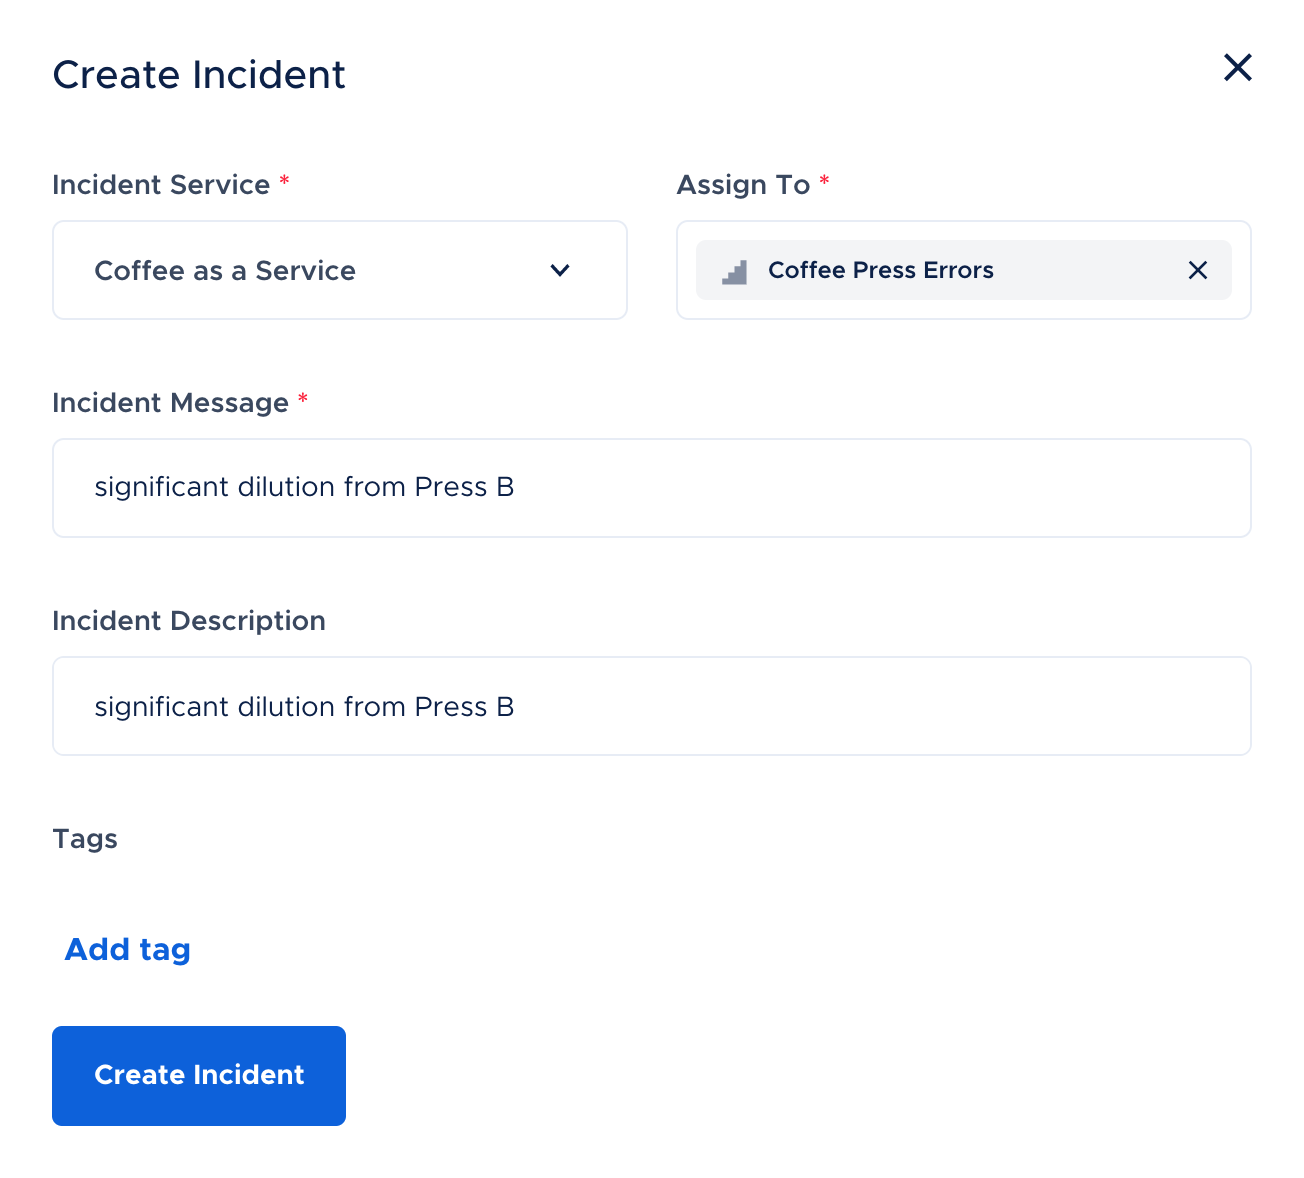 Create Incident
Incident Service *
Assign To *
Coffee as a Service
Coffee Press Errors
Incident Message *
significant dilution from Press B
Incident Description
significant dilution from Press B
Tags
Add tag
Create Incident